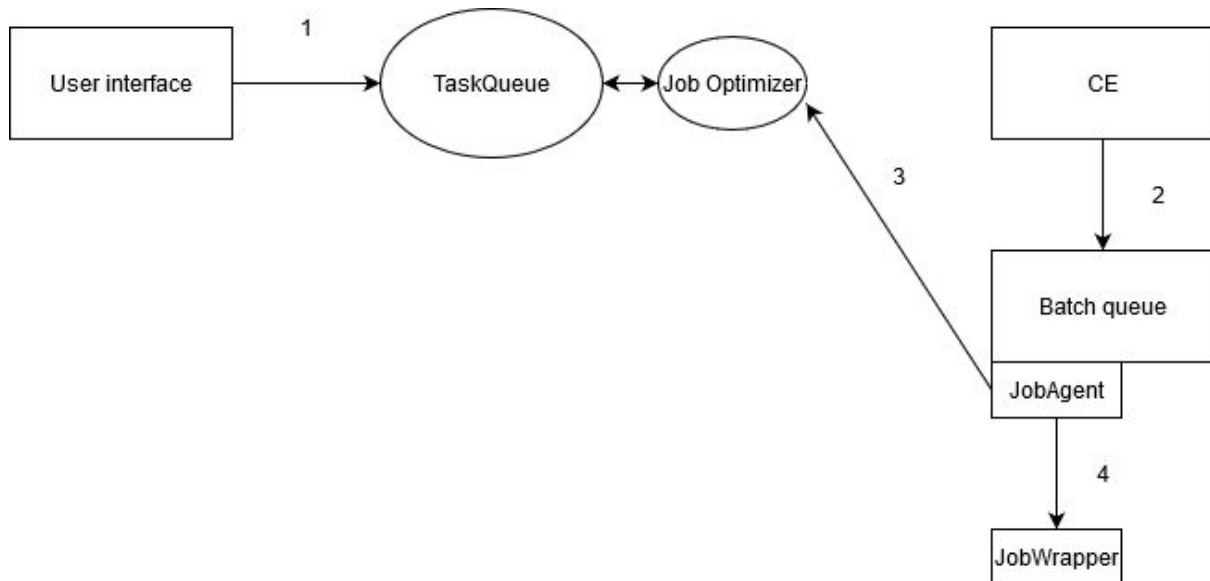 1
User interface
TaskQueue
Job Optimizer
CE
3
2
Batch queue
JobAgent
4
JobWrapper